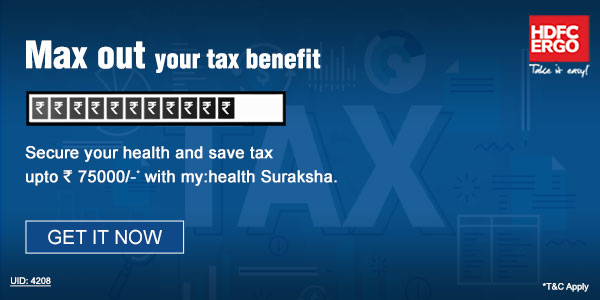 HDFC
ERGO
Take it easy!
Max out your tax benefit
₹ ₹ ₹ ₹ ₹ ₹ ₹ ₹ ₹ ₹ ₹
TAX
Secure your health and save tax
upto ₹ 75000/-* with my:health Suraksha.
GET IT NOW
UID: 4208
*T&C Apply